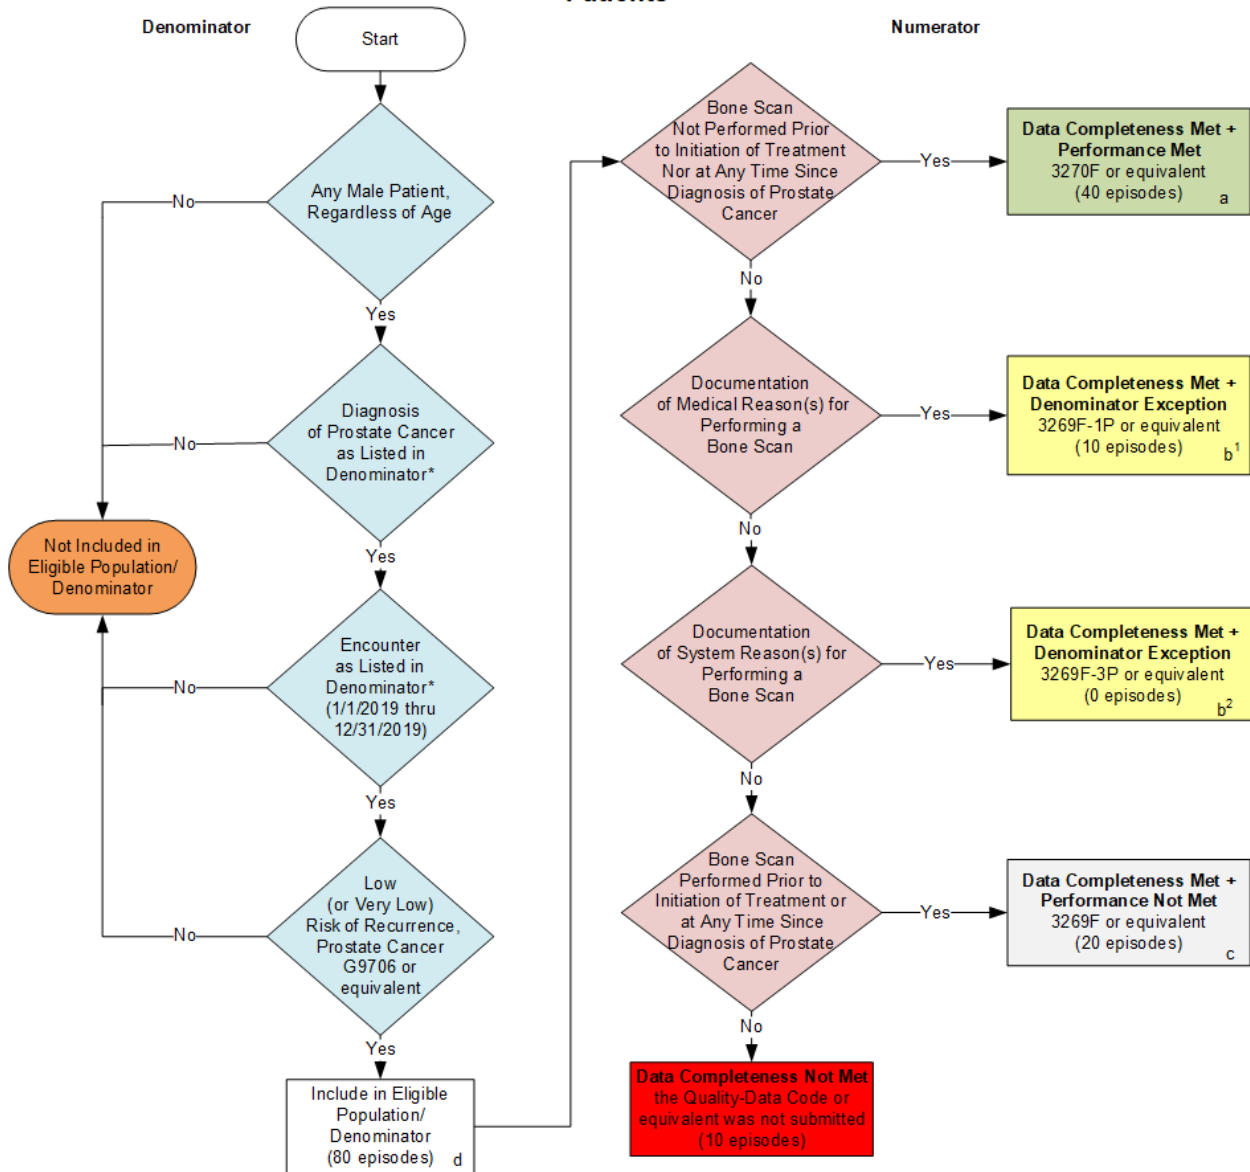 Patients
Denominator
Numerator
Start
Any Male Patient,
Regardless of Age
No
Yes
Diagnosis
of Prostate Cancer
as Listed in
Denominator*
No
Yes
Not Included in
Eligible Population/
Denominator
Encounter
as Listed in
Denominator*
(1/1/2019 thru
12/31/2019)
No
Yes
Low
(or Very Low)
Risk of Recurrence,
Prostate Cancer
G9706 or
equivalent
No
Yes
Include in Eligible
Population/
Denominator
(80 episodes) d
Bone Scan
Not Performed Prior
to Initiation of Treatment
Nor at Any Time Since
Diagnosis of Prostate
Cancer
Yes
Data Completeness Met +
Performance Met
3270F or equivalent
(40 episodes)
a
No
Documentation
of Medical Reason(s) for
Performing a
Bone Scan
Yes
Data Completeness Met +
Denominator Exception
3269F-1P or equivalent
(10 episodes)
b¹
No
Documentation
of System Reason(s) for
Performing a
Bone Scan
Yes
Data Completeness Met +
Denominator Exception
3269F-3P or equivalent
(0 episodes)
b²
No
Bone Scan
Performed Prior to
Initiation of Treatment or
at Any Time Since
Diagnosis of Prostate
Cancer
Yes
Data Completeness Met +
Performance Not Met
3269F or equivalent
(20 episodes)
c
No
Data Completeness Not Met
the Quality-Data Code or
equivalent was not submitted
(10 episodes)